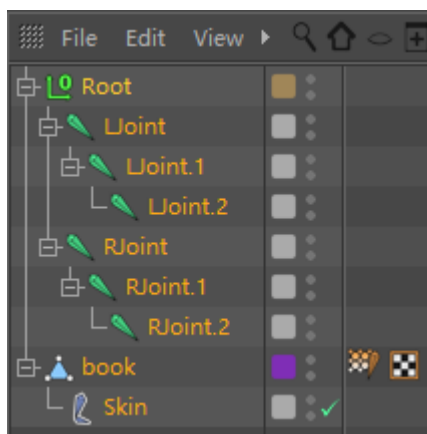 File Edit View
Root
LJoint
LJoint.1
LJoint.2
RJoint
RJoint.1
RJoint.2
book
Skin